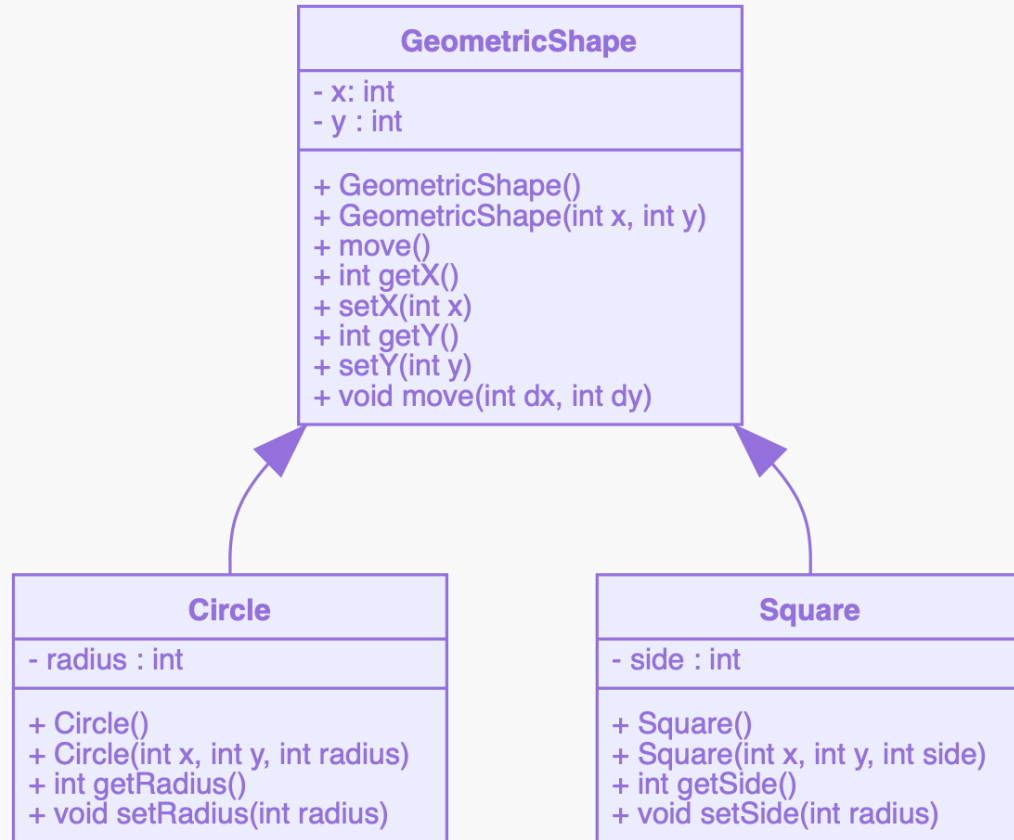 GeometricShape
- x: int
- y : int
+ GeometricShape()
+ GeometricShape(int x, int y)
+ move()
+ int getX()
+ setX(int x)
+ int getY()
+ setY(int y)
+ void move(int dx, int dy)
Circle
- radius : int
+ Circle()
+ Circle(int x, int y, int radius)
+ int getRadius()
+ void setRadius(int radius)
Square
- side : int
+ Square()
+ Square(int x, int y, int side)
+ int getSide()
+ void setSide(int radius)